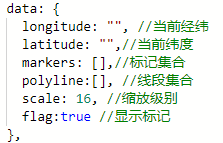 data: {
longitude: "", //当前经纬
latitude: "",//当前纬度
markers: [],//标记集合
polyline:[],//线段集合
scale: 16, //缩放级别
flag:true //显示标记
},